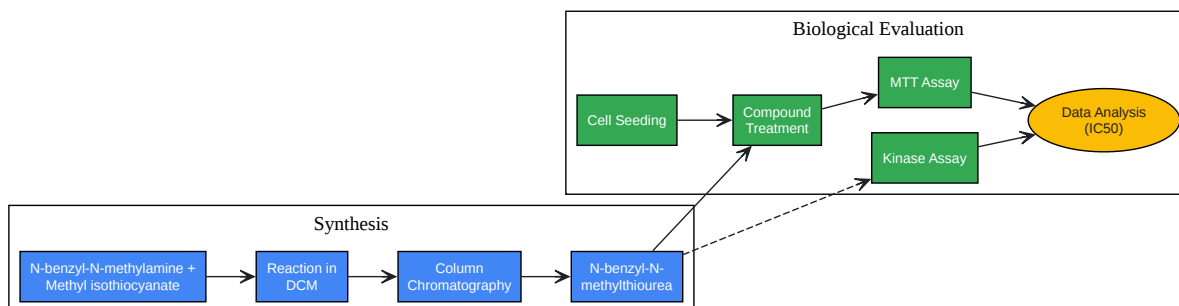 Biological Evaluation
MTT Assay
Cell Seeding
Compound
Treatment
Data Analysis
(IC50)
Kinase Assay
Synthesis
N-benzyl-N-methylamine +
Methyl isothiocyanate
Reaction in
DCM
Column
Chromatography
N-benzyl-N-
methylthiourea